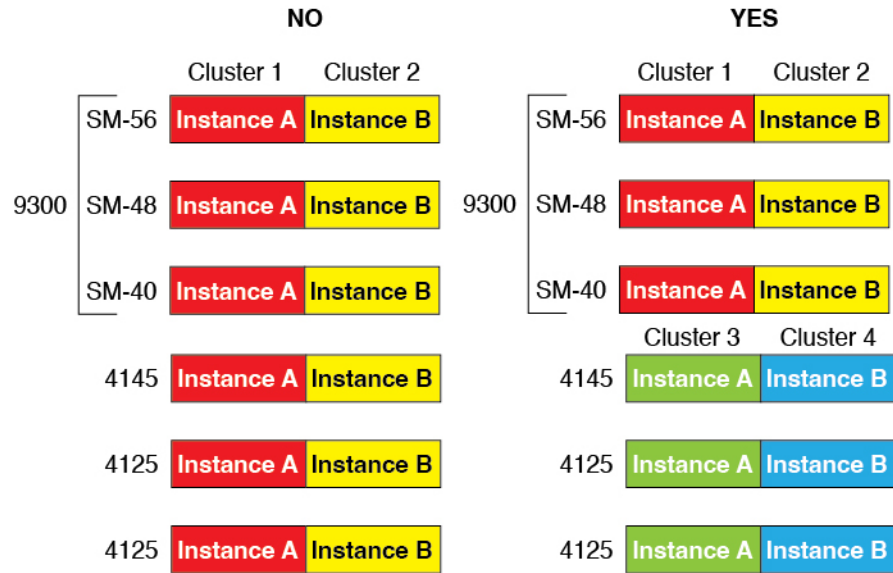 NO
Cluster 1 Cluster 2
SM-56 Instance A Instance B
9300 SM-48 Instance A Instance B
SM-40 Instance A Instance B
4145 Instance A Instance B
4125 Instance A Instance B
4125 Instance A Instance B
YES
Cluster 1 Cluster 2
SM-56 Instance A Instance B
9300 SM-48 Instance A Instance B
SM-40 Instance A Instance B
Cluster 3 Cluster 4
4145 Instance A Instance B
4125 Instance A Instance B
4125 Instance A Instance B